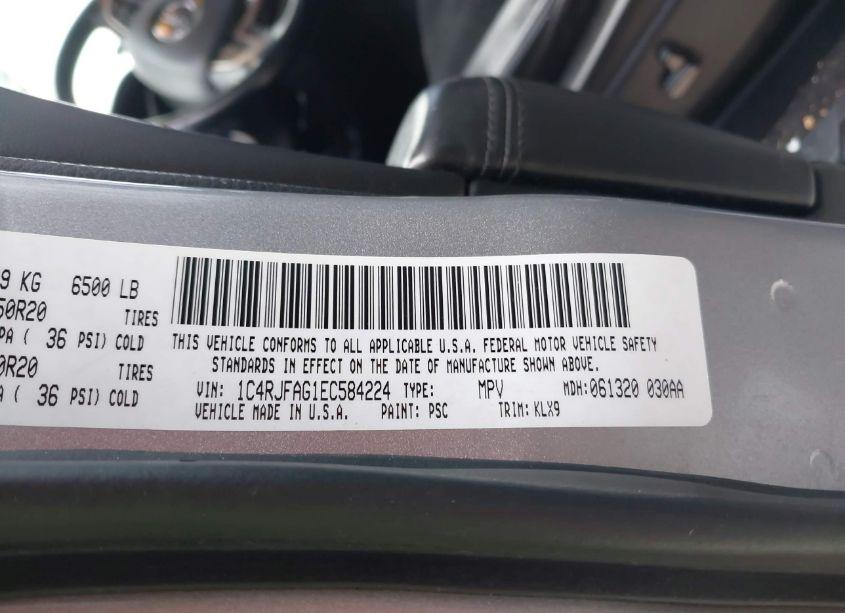 9 KG 6500 LB
50R20 TIRES
PA ( 36 PSI) COLD
0R20 TIRES
A ( 36 PSI) COLD
THIS VEHICLE CONFORMS TO ALL APPLICABLE U.S.A. FEDERAL MOTOR VEHICLE SAFETY
STANDARDS IN EFFECT ON THE DATE OF MANUFACTURE SHOWN ABOVE.
VIN: 1C4RJFAG1EC584224 TYPE: MPV MDH: 061320 030AA
VEHICLE MADE IN U.S.A. PAINT: PSC TRIM: KLX9